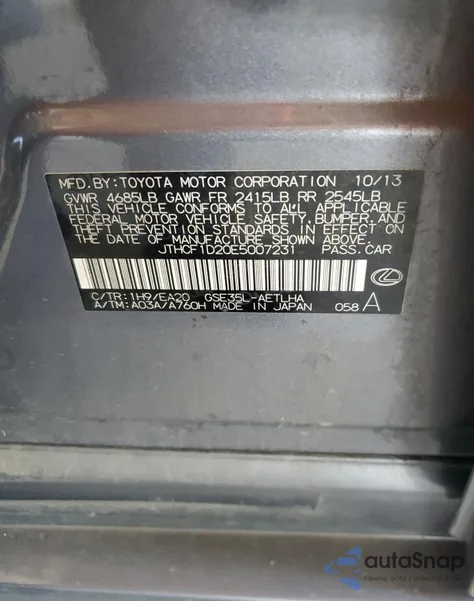 MFD.BY:TOYOTA MOTOR CORPORATION 10/13
GVWR 4685LB GAWR FR 2415LB RR 2545LB
THIS VEHICLE CONFORMS TO ALL APPLICABLE
FEDERAL MOTOR VEHICLE SAFETY,BUMPER,AND
THEFT PREVENTION STANDARDS IN EFFECT ON
THE DATE OF MANUFACTURE SHOWN ABOVE.
JTHCF1D20E5007231 PASS.CAR
C/TR:1H9/EA20 GSE35L-AETLHA
A/TM:A03A/A760H MADE IN JAPAN 058 A
autaSnap